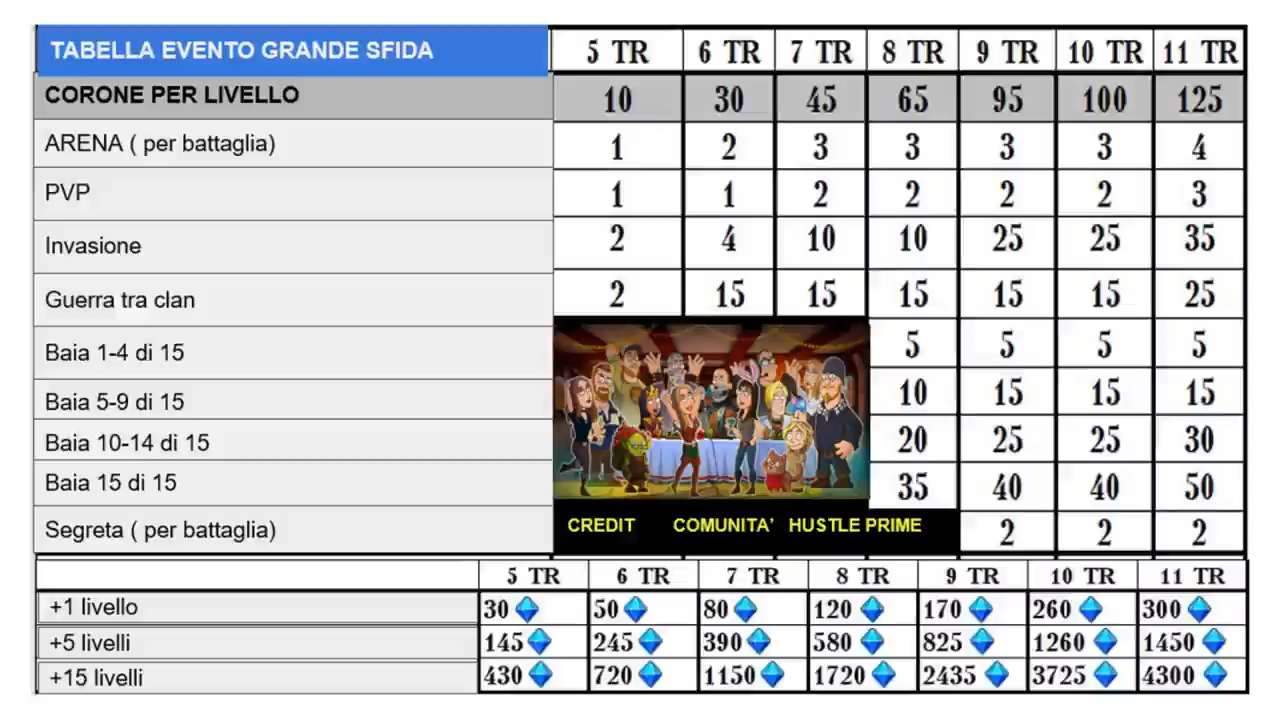 TABELLA EVENTO GRANDE SFIDA 5 TR 6 TR 7 TR 8 TR 9 TR 10 TR 11 TR
CORONE PER LIVELLO 10 30 45 65 95 100 125
ARENA ( per battaglia) 1 2 3 3 3 3 4
PVP 1 1 2 2 2 2 3
Invasione 2 4 10 10 25 25 35
Guerra tra clan 2 15 15 15 15 15 25
Baia 1-4 di 15 5 5 5 5
Baia 5-9 di 15 10 15 15 15
Baia 10-14 di 15 20 25 25 30
Baia 15 di 15 35 40 40 50
Segreta ( per battaglia) CREDIT COMUNITA' HUSTLE PRIME 2 2 2
5 TR 6 TR 7 TR 8 TR 9 TR 10 TR 11 TR
+1 livello 30 50 80 120 170 260 300
+5 livelli 145 245 390 580 825 1260 1450
+15 livelli 430 720 1150 1720 2435 3725 4300